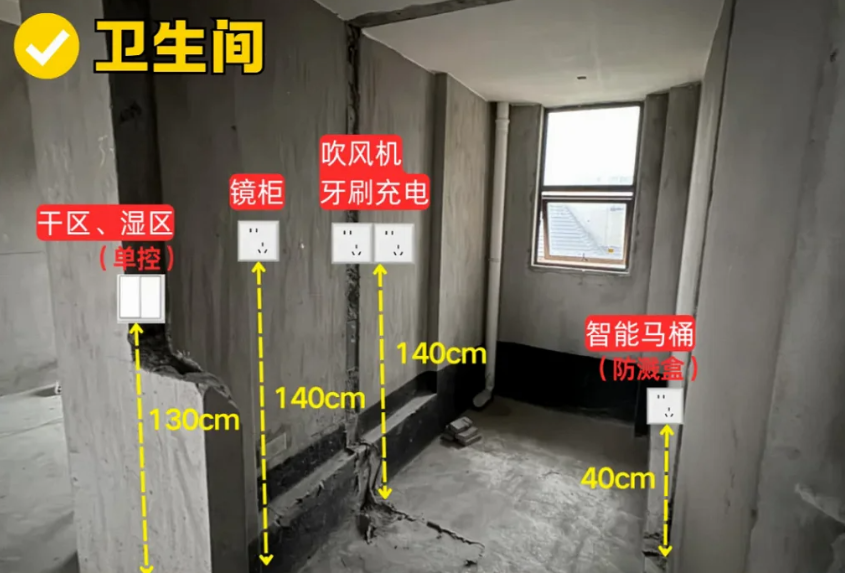 卫生间
吹风机
牙刷充电
镜柜
干区、湿区
（单控）
140cm
智能马桶
（防溅盒）
140cm
130cm
40cm